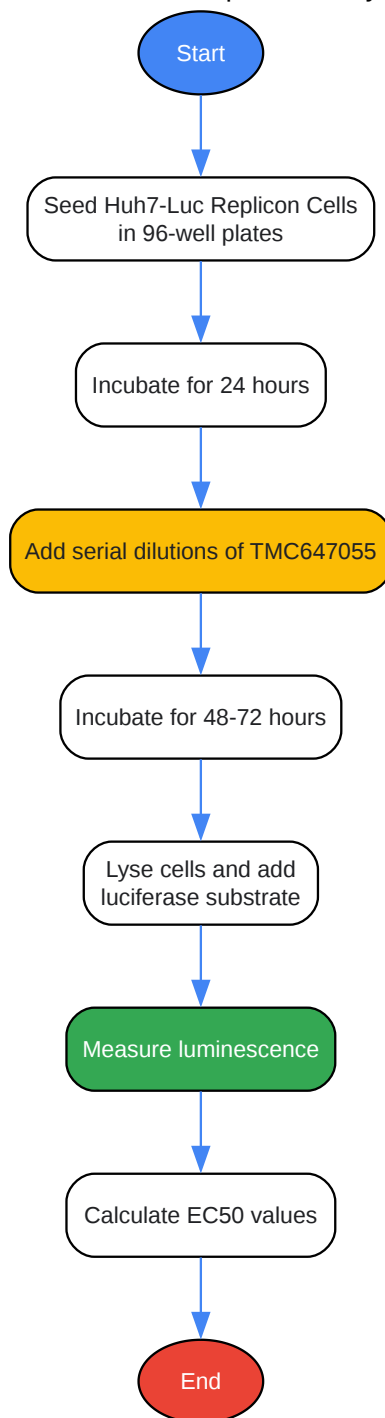 Start
Seed Huh7-Luc Replicon Cells
in 96-well plates
Incubate for 24 hours
Add serial dilutions of TMC647055
Incubate for 48-72 hours
Lyse cells and add
luciferase substrate
Measure luminescence
Calculate EC50 values
End